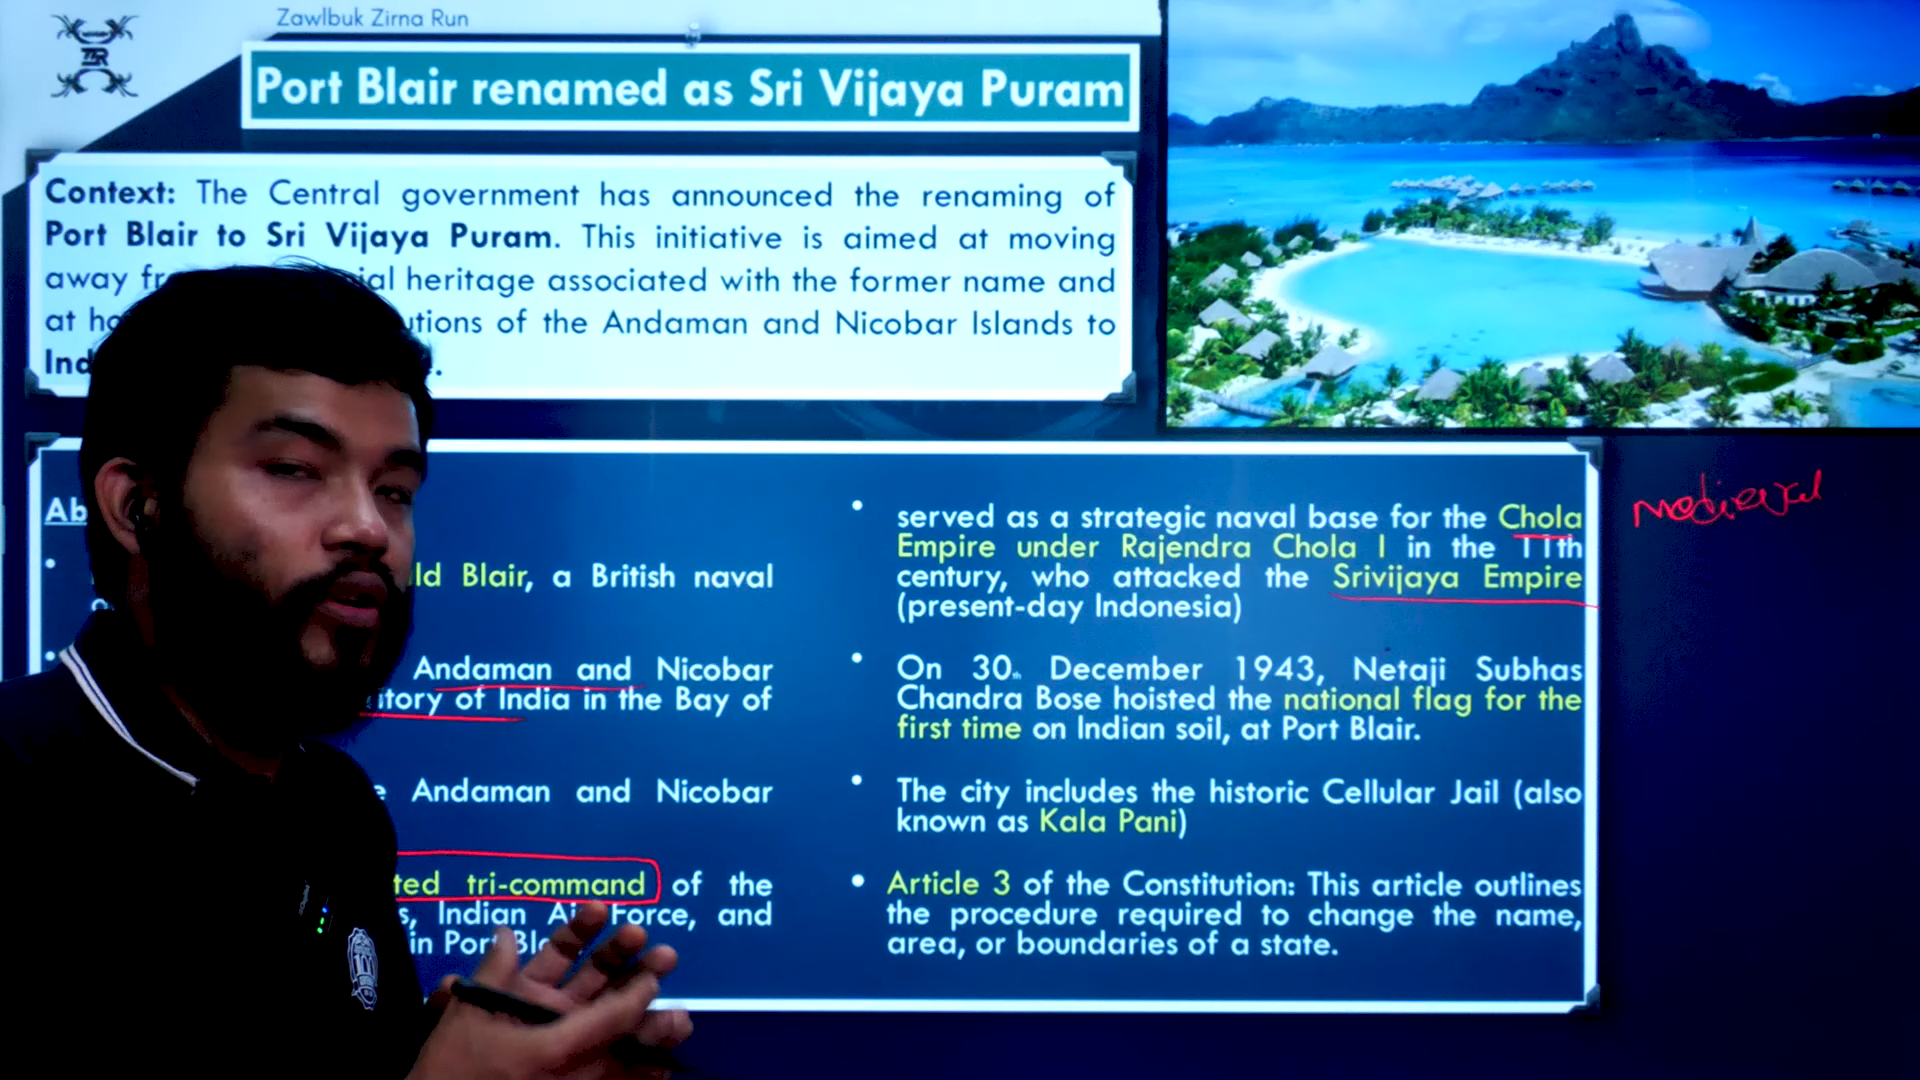 Zawlbuk Zirna Run
Port Blair renamed as Sri Vijaya Puram
Context: The Central government has announced the renaming of
Port Blair to Sri Vijaya Puram. This initiative is aimed at moving
away heritage associated with the former name and
at of the Andaman and Nicobar Islands to
Blair, a British naval
Andaman and Nicobar
of India in the Bay of
Andaman and Nicobar
tri-command of the
Indian Air Force, and
in Port
served as a strategic naval base for the Chola
Empire under Rajendra Chola I in the 11th
century, who attacked the Srivijaya Empire
(present-day Indonesia)
On 30th December 1943, Netaji Subhas
Chandra Bose hoisted the national flag for the
first time on Indian soil, at Port Blair.
The city includes the historic Cellular Jail (also
known as Kala Pani)
Article 3 of the Constitution: This article outlines
the procedure required to change the name,
area, or boundaries of a state.
medieval